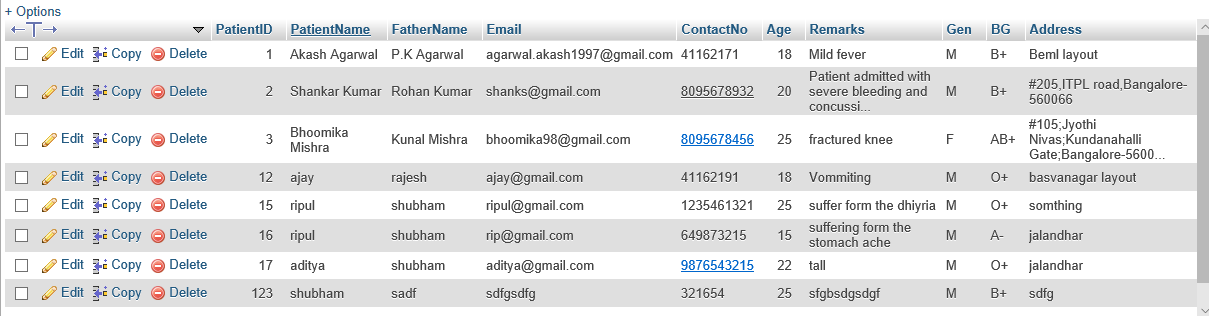 + Options
PatientID PatientName FatherName Email ContactNo Age Remarks Gen BG Address
Edit Copy Delete 1 Akash Agarwal P.K Agarwal agarwal.akash1997@gmail.com 41162171 18 Mild fever M B+ Beml layout
Edit Copy Delete 2 Shankar Kumar Rohan Kumar shanks@gmail.com 8095678932 20 Patient admitted with severe bleeding and concussi... M B+ #205,ITPL road,Bangalore-560066
Edit Copy Delete 3 Bhoomika Mishra Kunal Mishra bhoomika98@gmail.com 8095678456 25 fractured knee F AB+ #105;Jyothi Nivas;Kundanahalli Gate;Bangalore-5600...
Edit Copy Delete 12 ajay rajesh ajay@gmail.com 41162191 18 Vommiting M O+ basvanagar layout
Edit Copy Delete 15 ripul shubham ripul@gmail.com 1235461321 25 suffer form the dhiyria M O+ somthing
Edit Copy Delete 16 ripul shubham rip@gmail.com 649873215 15 suffering form the stomach ache M A- jalandhar
Edit Copy Delete 17 aditya shubham aditya@gmail.com 9876543215 22 tall M O+ jalandhar
Edit Copy Delete 123 shubham sadf sdfgsdfg 321654 25 sfgbsdgsdgf M B+ sdfg